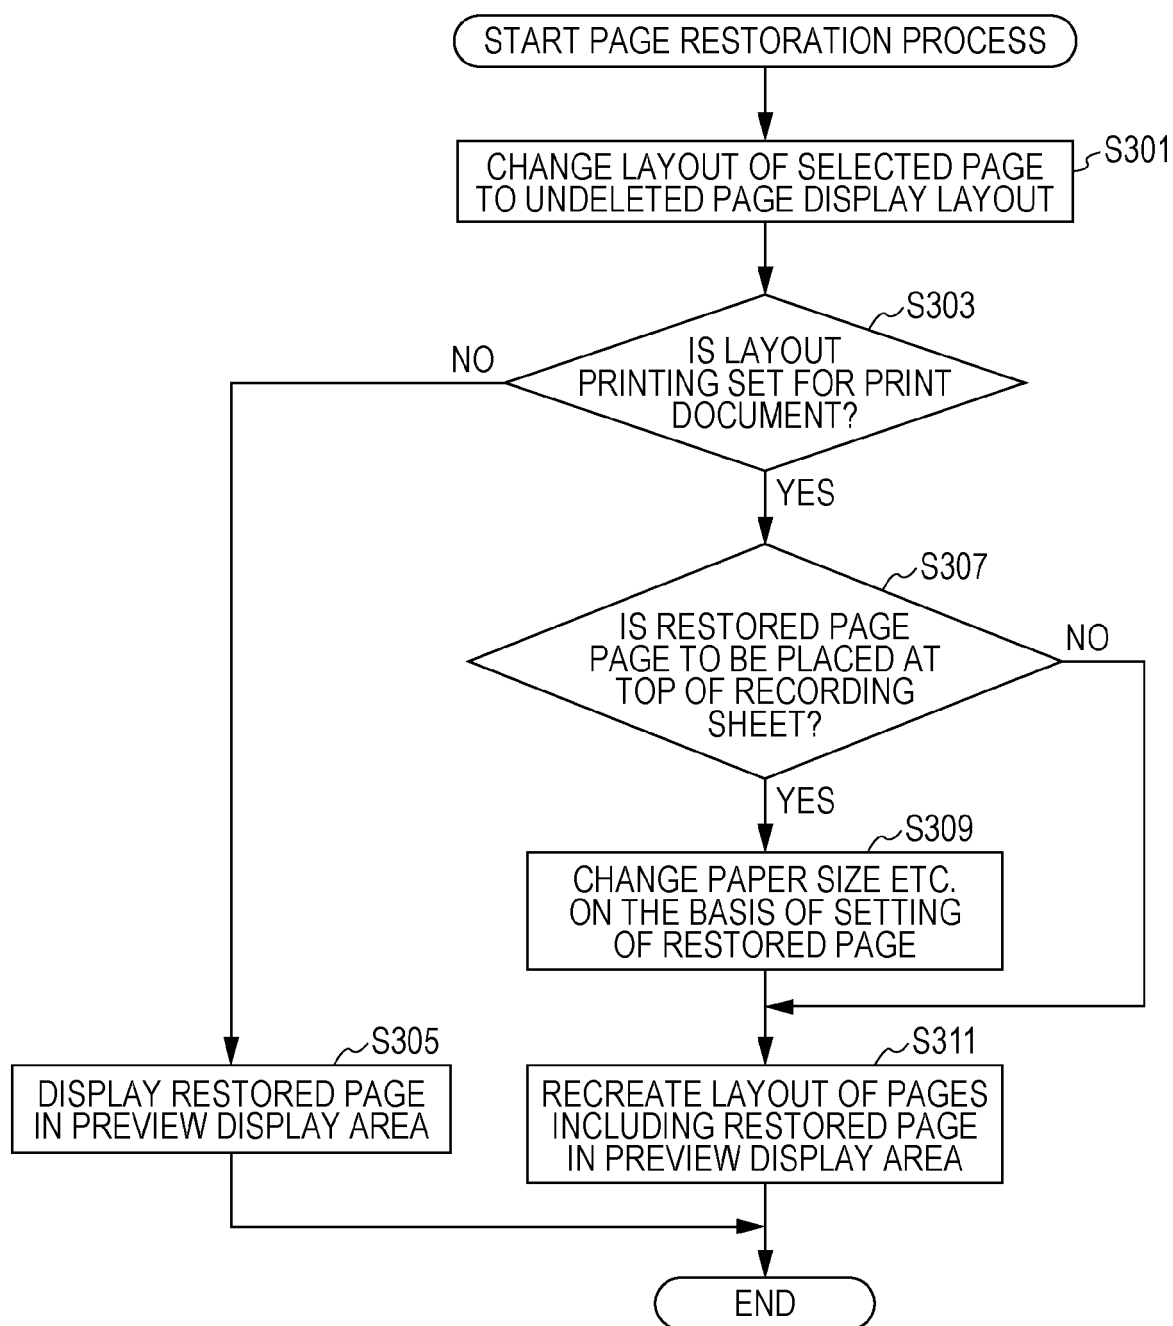 START PAGE RESTORATION PROCESS
S301
CHANGE LAYOUT OF SELECTED PAGE
TO UNDELETED PAGE DISPLAY LAYOUT
S303
NO
IS LAYOUT
PRINTING SET FOR PRINT
DOCUMENT?
YES
S307
IS RESTORED PAGE
PAGE TO BE PLACED AT
TOP OF RECORDING
SHEET?
NO
YES
S309
CHANGE PAPER SIZE ETC.
ON THE BASIS OF SETTING
OF RESTORED PAGE
S305
DISPLAY RESTORED PAGE
IN PREVIEW DISPLAY AREA
S311
RECREATE LAYOUT OF PAGES
INCLUDING RESTORED PAGE
IN PREVIEW DISPLAY AREA
END